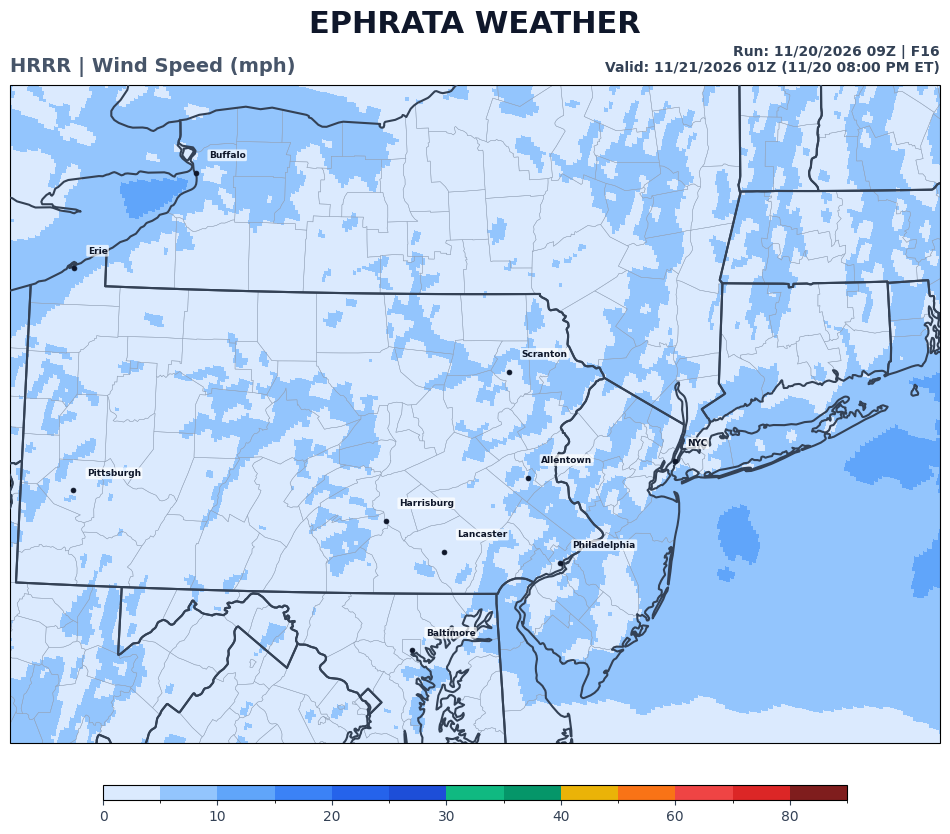 EPHRATA WEATHER
HRRR | Wind Speed (mph)
Run: 11/20/2026 09Z | F16
Valid: 11/21/2026 01Z (11/20 08:00 PM ET)
Buffalo
Erie
Scranton
NYC
Allentown
Pittsburgh
Harrisburg
Lancaster
Philadelphia
Baltimore
0 10 20 30 40 60 80